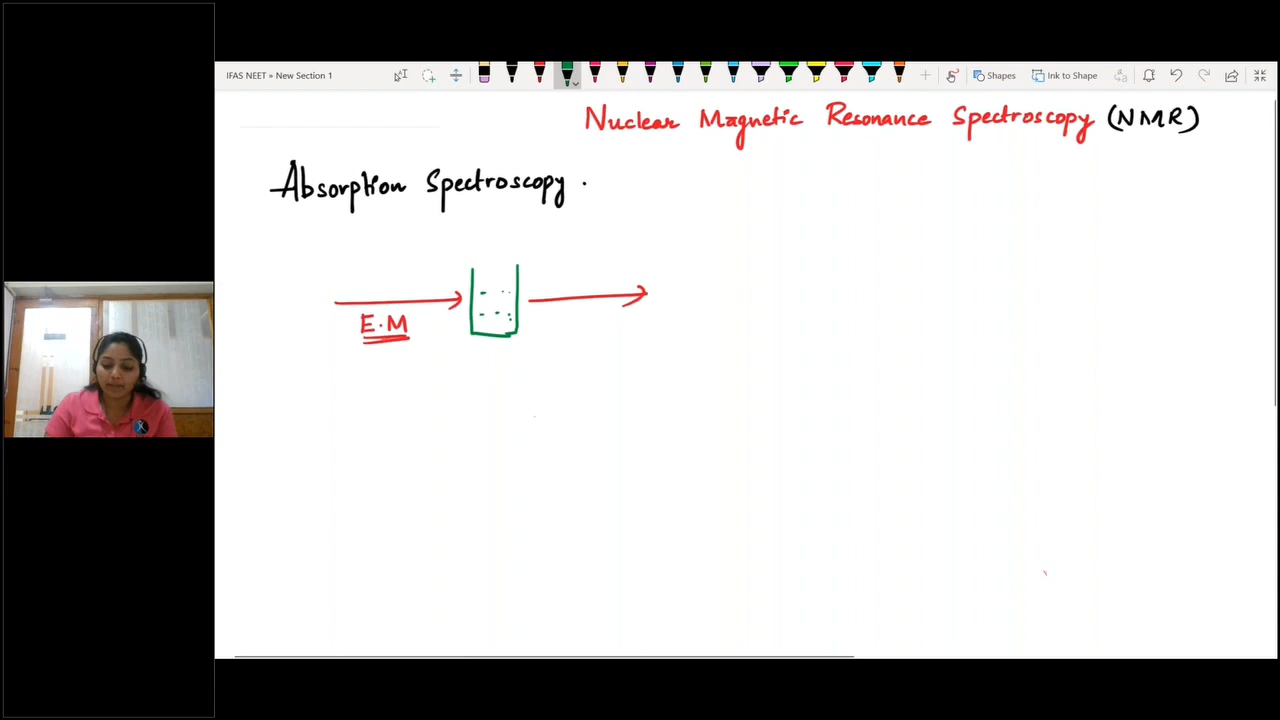 IFAS NEET » New Section 1
Shapes
Ink to Shape
Nuclear Magnetic Resonance Spectroscopy (NMR)
Absorption Spectroscopy.
E.M